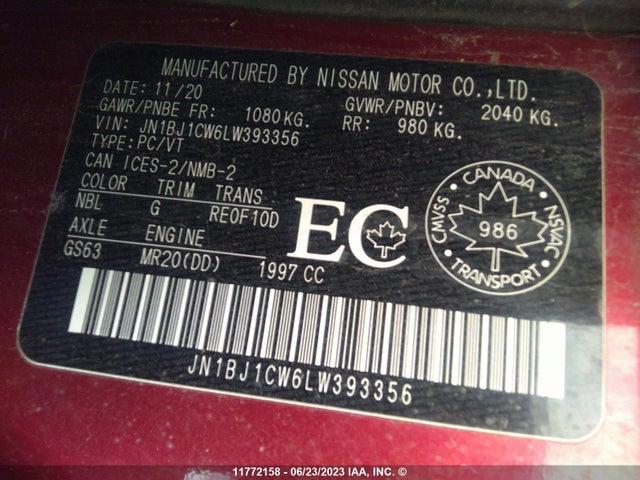 MANUFACTURED BY NISSAN MOTOR CO.,LTD.
DATE: 11/20
GAWR/PNBE FR: 1080 KG. GVWR/PNBV: 2040 KG.
VIN: JN1BJ1CW6LW393356 RR: 980 KG.
TYPE:PC/VT
CAN ICES-2/NMB-2
COLOR TRIM TRANS
NBL G RE0F10D
AXLE ENGINE
GS63 MR20(DD) 1997 CC
EC
CANADA
CMVSS 986 NSVAC
TRANSPORT
JN1BJ1CW6LW393356
11772158 - 06/23/2023 IAA, INC. ©